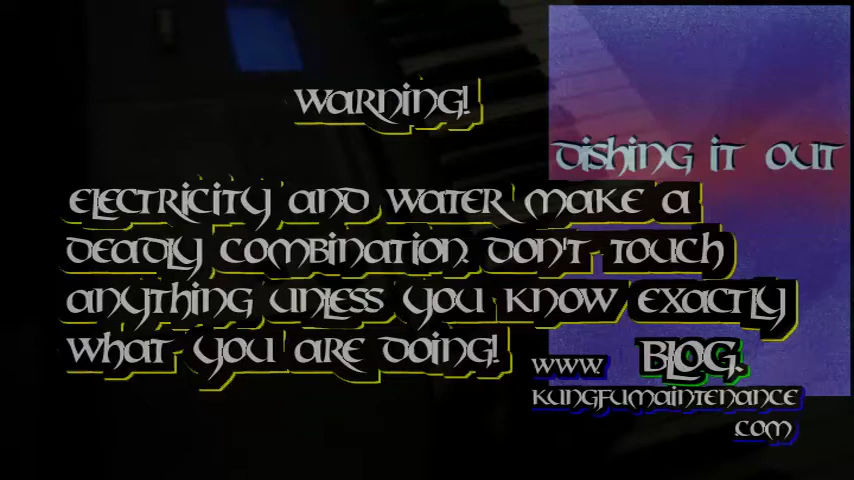 WARNING!
DISHING IT OUT
ELECTRICITY AND WATER MAKE A
DEADLY COMBINATION. DON'T TOUCH
ANYTHING UNLESS YOU KNOW EXACTLY
WHAT YOU ARE DOING!
WWW. BLOG.
KUNGFUMAINTENANCE
.COM